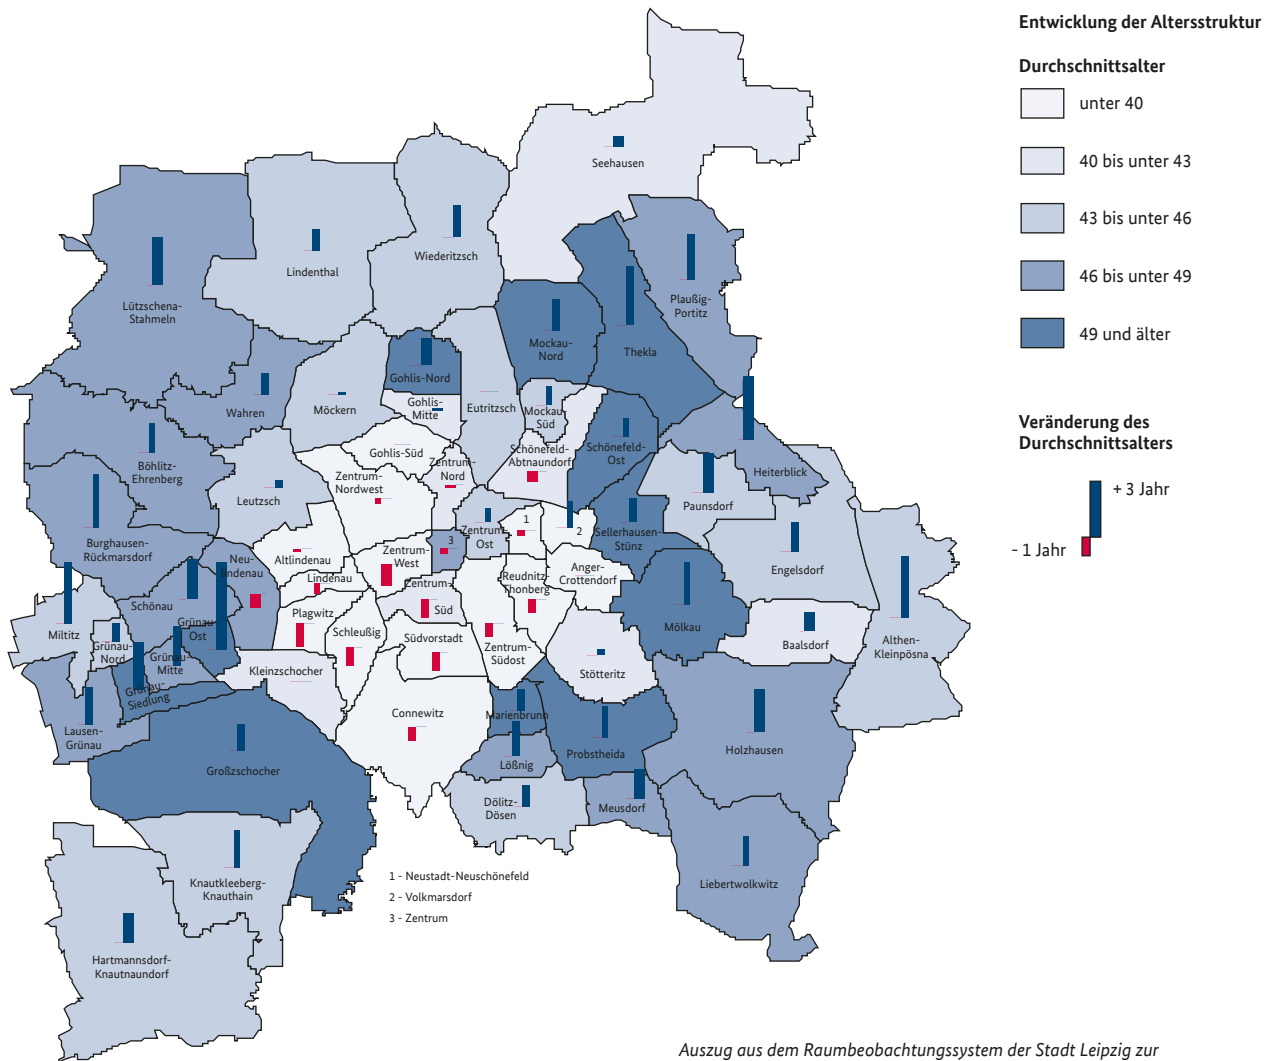 Entwicklung der Altersstruktur
Durchschnittsalter
unter 40
40 bis unter 43
43 bis unter 46
46 bis unter 49
49 und älter
Veränderung des
Durchschnittsalters
+ 3 Jahr
- 1 Jahr
Seehausen
Wiederitzsch
Lindenthal
Lützschena-
Stahmeln
Plaußig-
Portitz
Thekla
Mockau-
Nord
Gohlis-Nord
Gohlis-
Mitte
Eutritzsch
Mockau-
Süd
Möckern
Wahren
Böhlitz-
Ehrenberg
Leutzsch
Gohlis-Süd
Zentrum-
Nord
Schönefeld-
Abtnaundorf
Schönefeld-
Ost
Heiterblick
Zentrum-
Nordwest
Paunsdorf
Burghausen-
Rückmarsdorf
Zentrum-
Ost
1
2
3
Sellerhausen-
Stünz
Engelsdorf
Neu-
lindenau
Altlindenau
Zentrum-
West
Lindenau
Reudnitz-
Thonberg
Anger-
Crottendorf
Zentrum-
Süd
Schönau
Grünau-
Ost
Miltitz
Plagwitz
Schleußig
Südvorstadt
Zentrum-
Südost
Mölkau
Baalsdorf
Althen-
Kleinpösna
Grünau-
Nord
Grünau-
Mitte
Kleinzschocher
Stötteritz
Grünau-
Siedlung
Lausen-
Grünau
Connewitz
Marienbrunn
Probstheida
Holzhausen
Großzschocher
Lößnig
Dölitz-
Dösen
Meusdorf
Knautkleeberg-
Knauthain
Liebertwolkwitz
Hartmannsdorf-
Knautnaundorf
1 - Neustadt-Neuschönefeld
2 - Volkmarsdorf
3 - Zentrum
Auszug aus dem Raumbeobachtungssystem der Stadt Leipzig zur